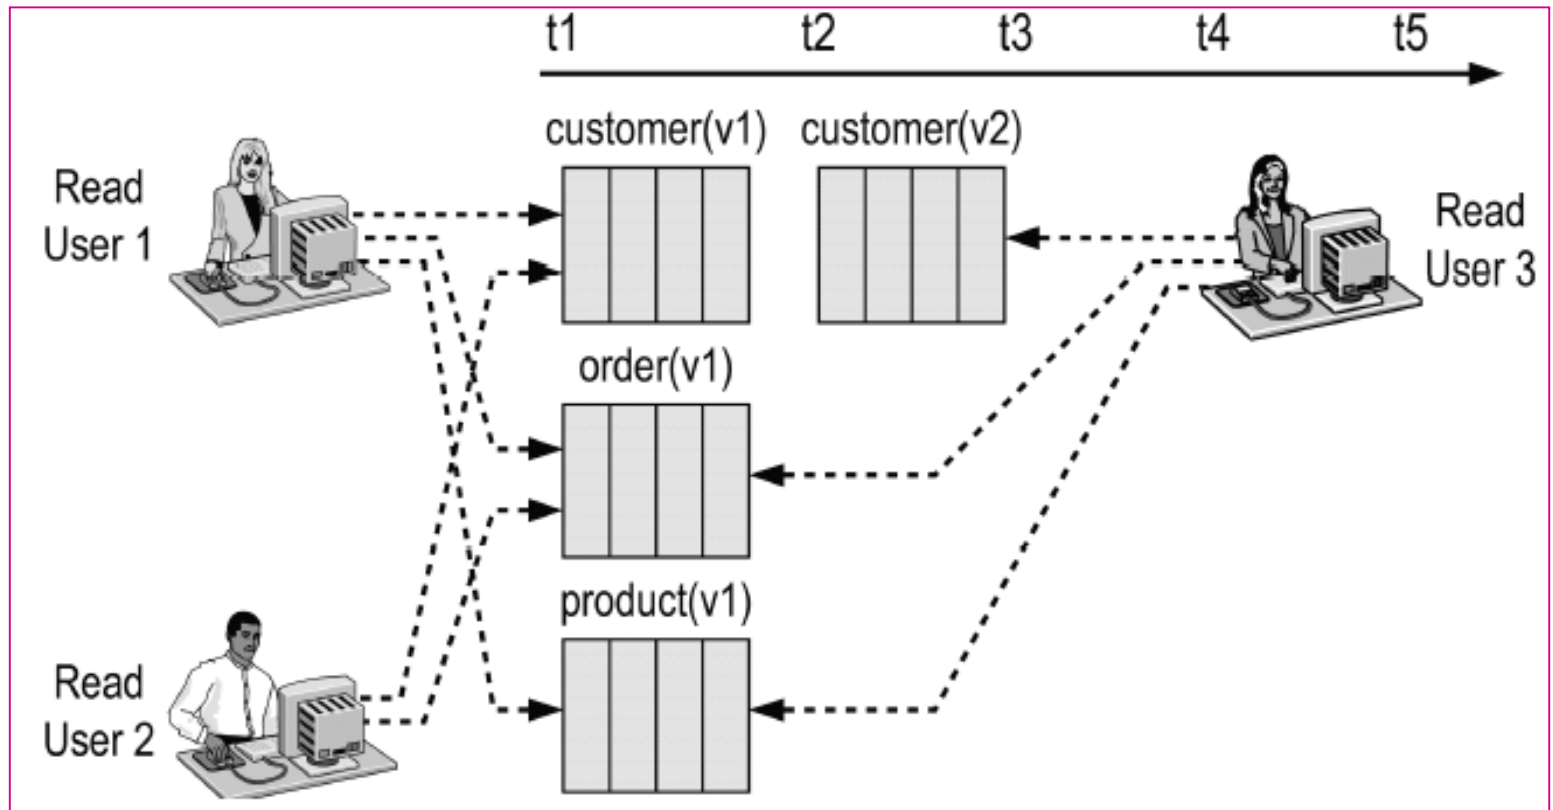 t1 t2 t3 t4 t5
customer(v1) customer(v2)
Read
User 1
Read
User 3
order(v1)
product(v1)
Read
User 2